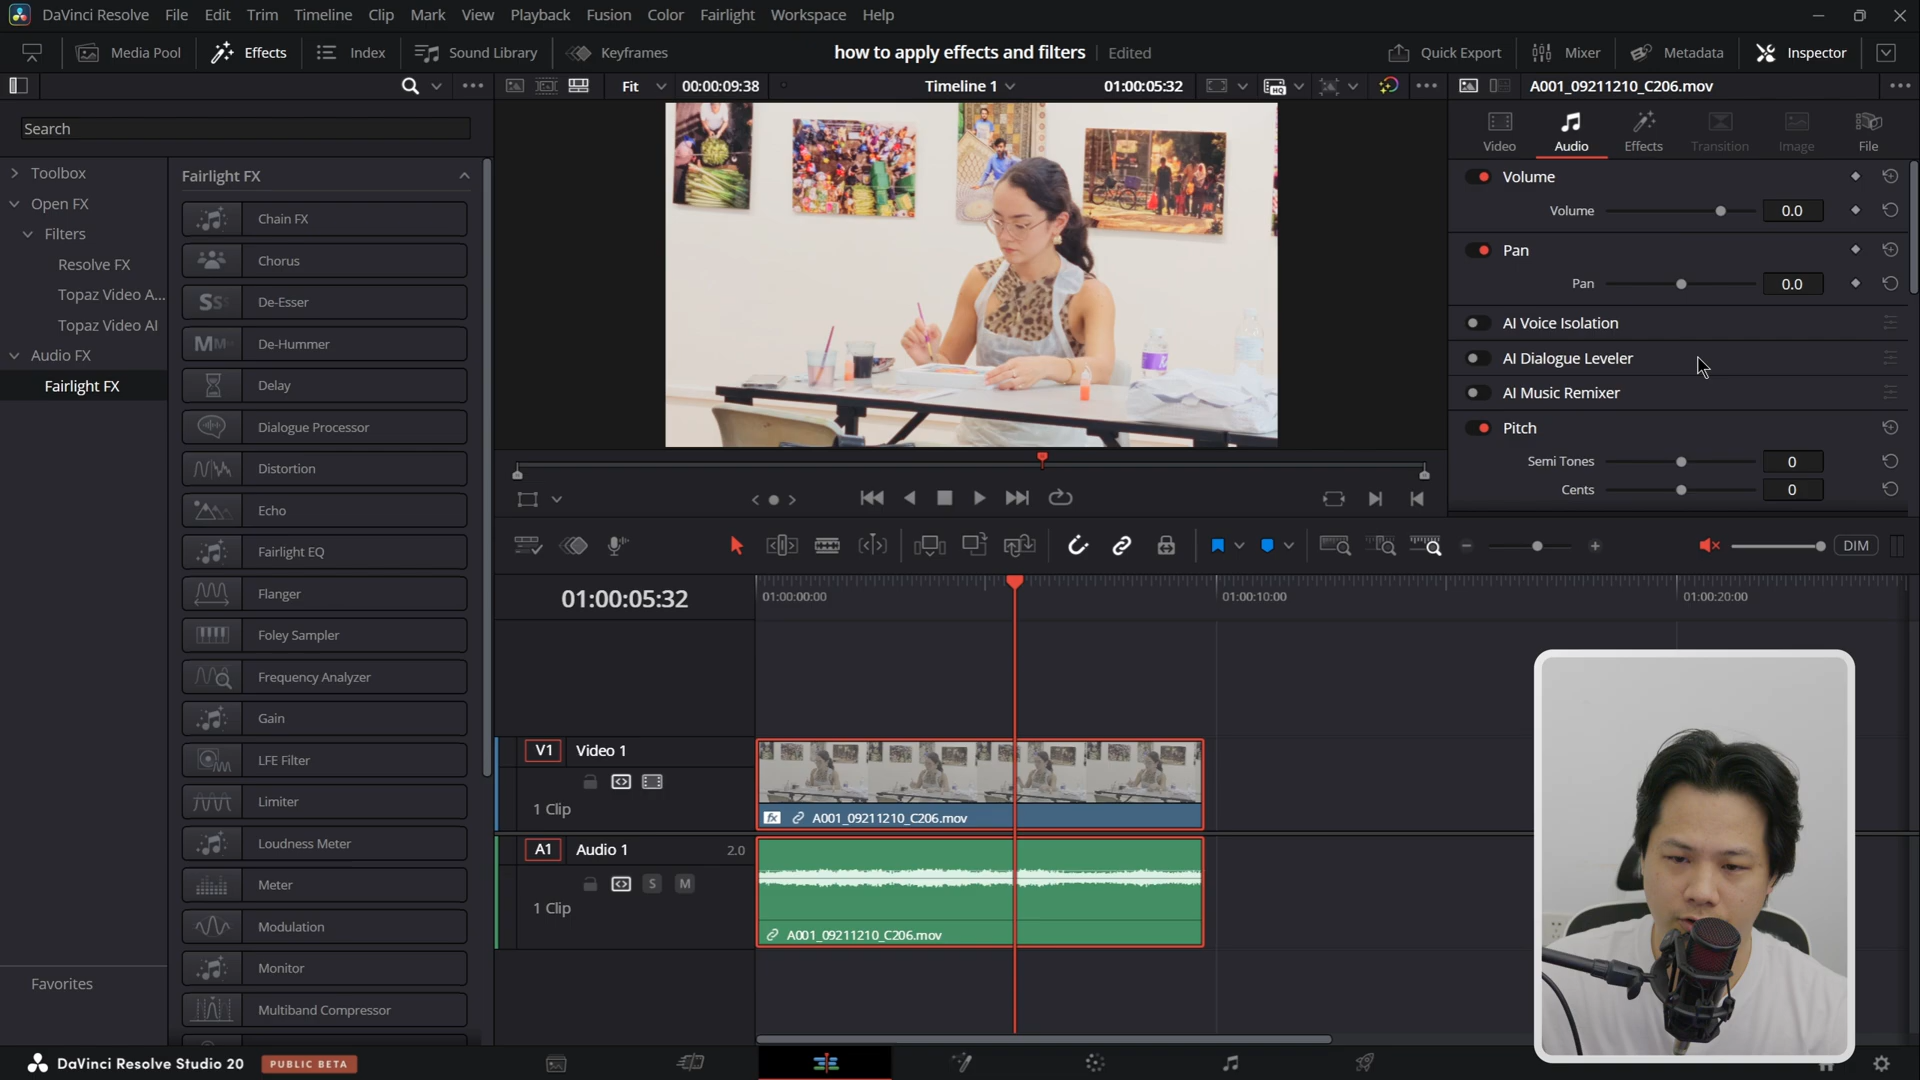 DaVinci Resolve File Edit Trim Timeline Clip Mark View Playback Fusion Color Fairlight Workspace Help
Media Pool Effects Index Sound Library Keyframes how to apply effects and filters Edited Quick Export Mixer Metadata Inspector
Fit 00:00:09:38 Timeline 1 01:00:05:32 A001_09211210_C206.mov
Search
Toolbox
Open FX
Filters
Resolve FX
Topaz Video A...
Topaz Video AI
Audio FX
Fairlight FX
Favorites
Fairlight FX
Chain FX
Chorus
De-Esser
De-Hummer
Delay
Dialogue Processor
Distortion
Echo
Fairlight EQ
Flanger
Foley Sampler
Frequency Analyzer
Gain
LFE Filter
Limiter
Loudness Meter
Meter
Modulation
Monitor
Multiband Compressor
Video Audio Effects Transition Image File
Volume
Volume 0.0
Pan
Pan 0.0
AI Voice Isolation
AI Dialogue Leveler
AI Music Remixer
Pitch
Semi Tones 0
Cents 0
DIM
01:00:05:32 01:00:00:00 01:00:10:00 01:00:20:00
V1 Video 1
1 Clip
fx A001_09211210_C206.mov
A1 Audio 1 2.0
S M
1 Clip
A001_09211210_C206.mov
DaVinci Resolve Studio 20 PUBLIC BETA